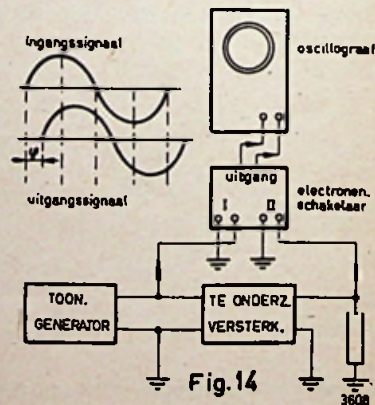 ingangssignaal
φ
uitgangssignaal
oscillograaf
uitgang
I II
electronen-
schakelaar
TOON.
GENERATOR
TE ONDERZ.
VERSTERK.
Fig.14
3608